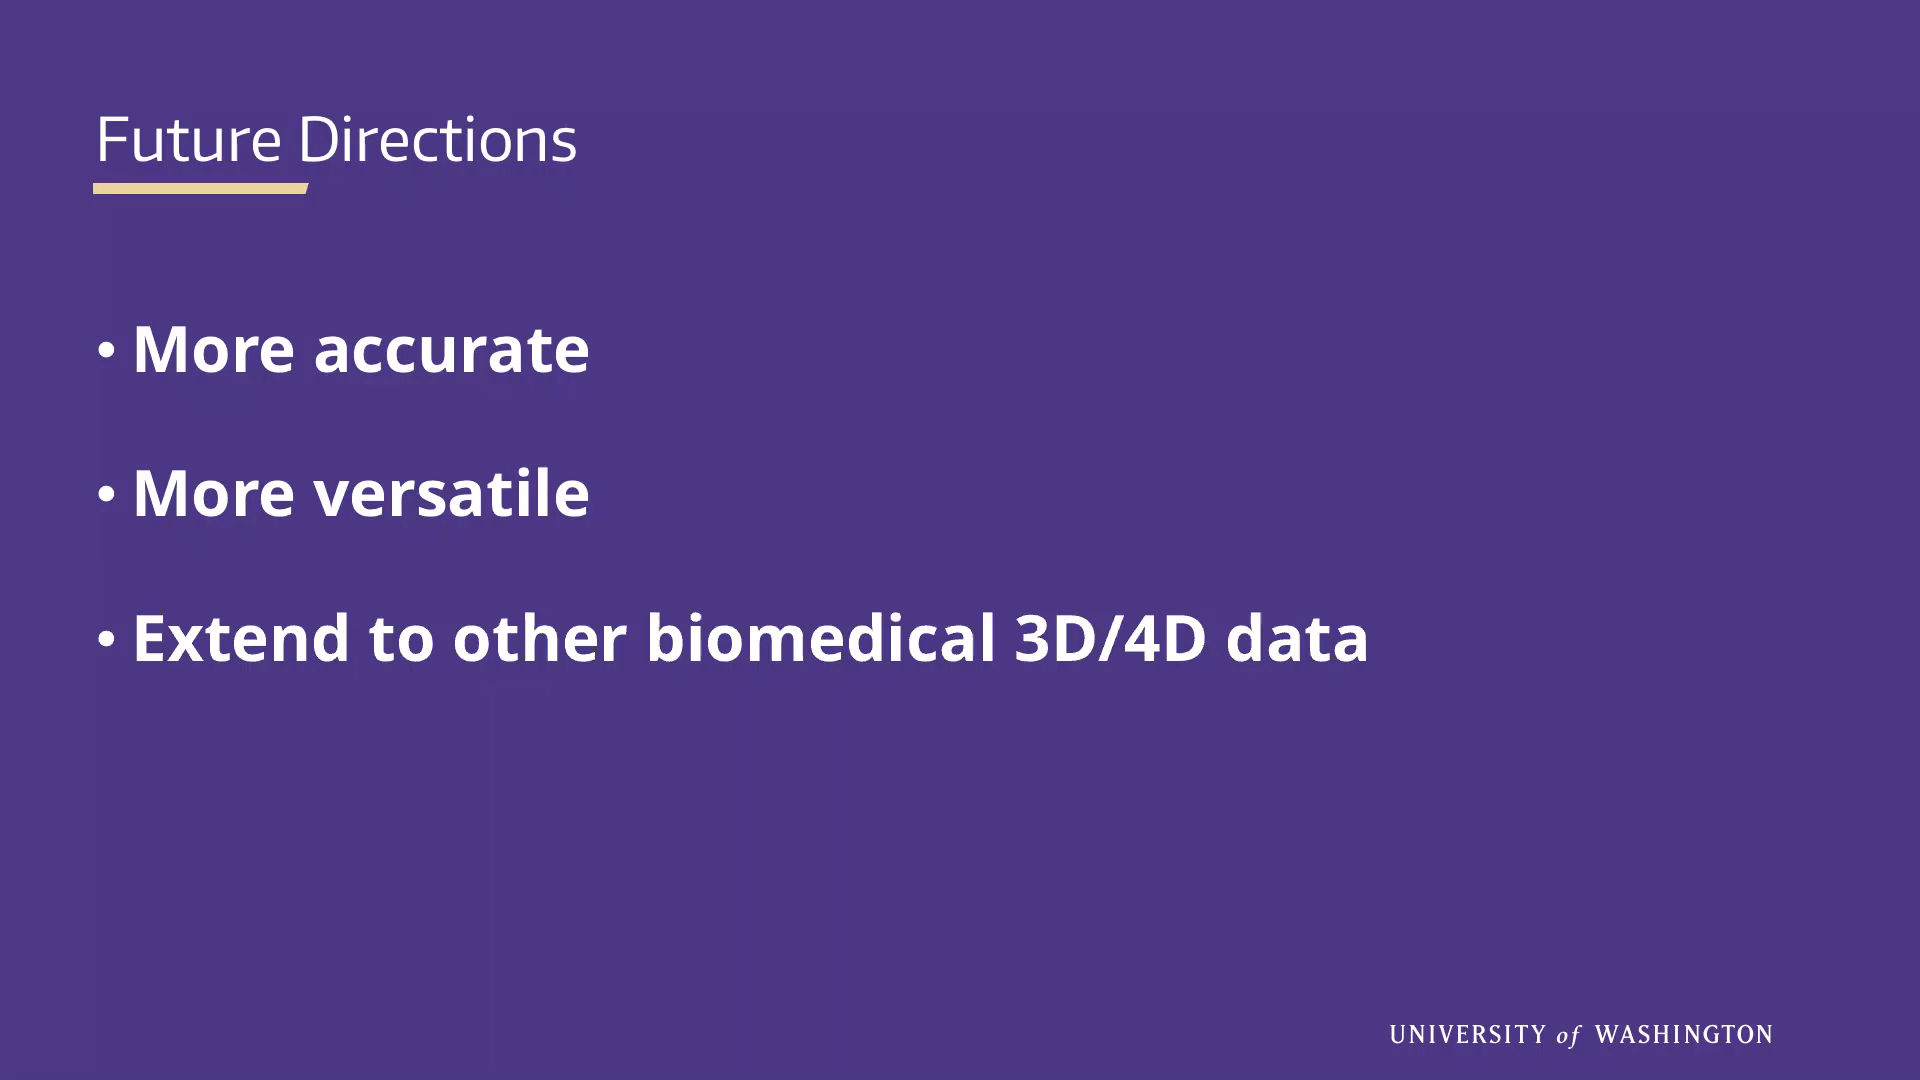 Future Directions
• More accurate
• More versatile
• Extend to other biomedical 3D/4D data
UNIVERSITY of WASHINGTON